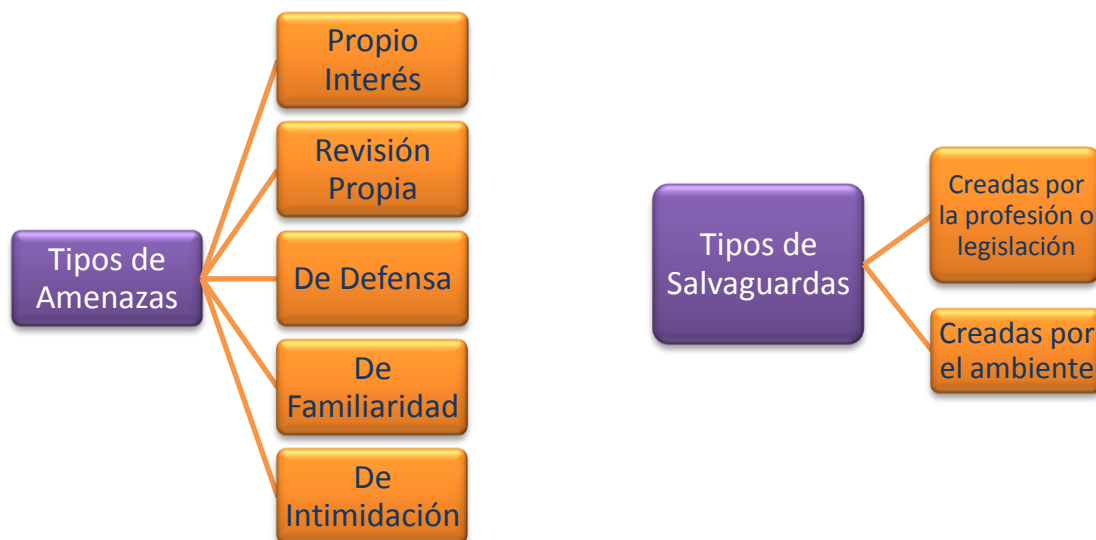 Tipos de
Amenazas
Propio
Interés
Revisión
Propia
De Defensa
De
Familiaridad
De
Intimidación
Tipos de
Salvaguardas
Creadas por
la profesión o
legislación
Creadas por
el ambiente